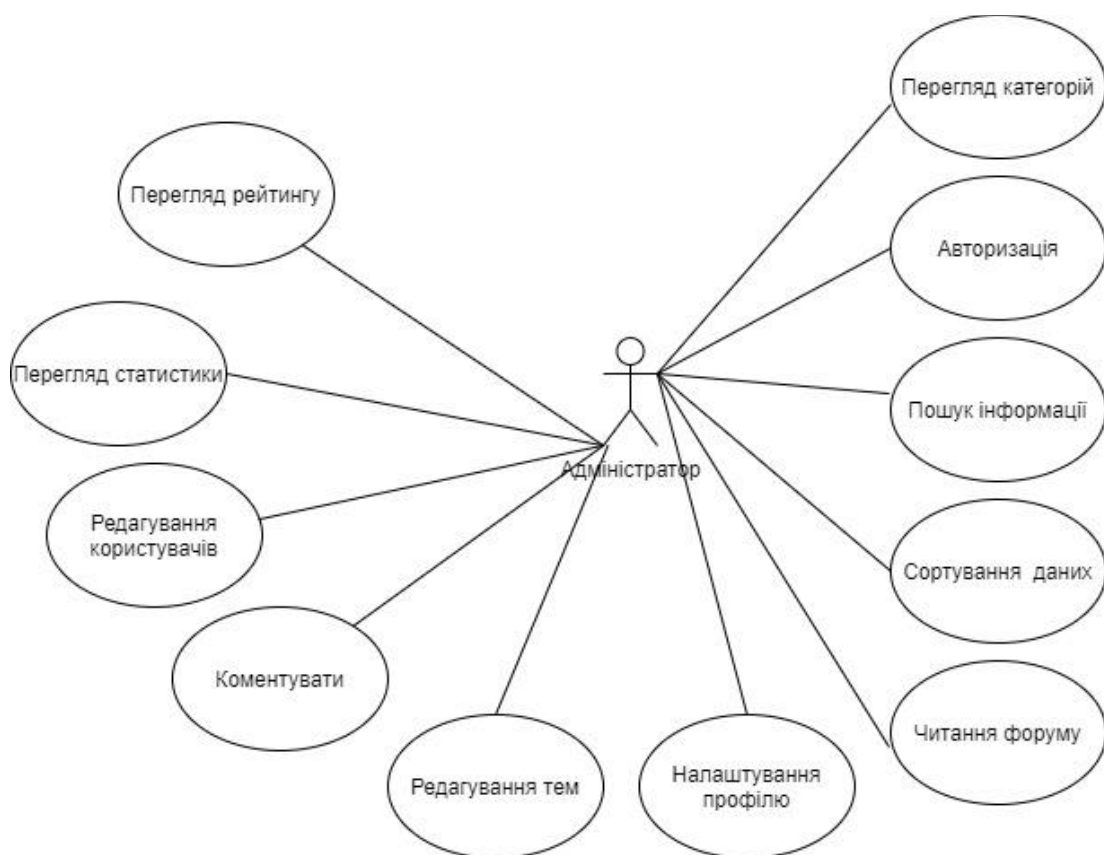 Перегляд категорій
Перегляд рейтингу
Авторизація
Перегляд статистики
Пошук інформації
Адміністратор
Редагування
користувачів
Сортування даних
Коментувати
Читання форуму
Редагування тем
Налаштування
профілю